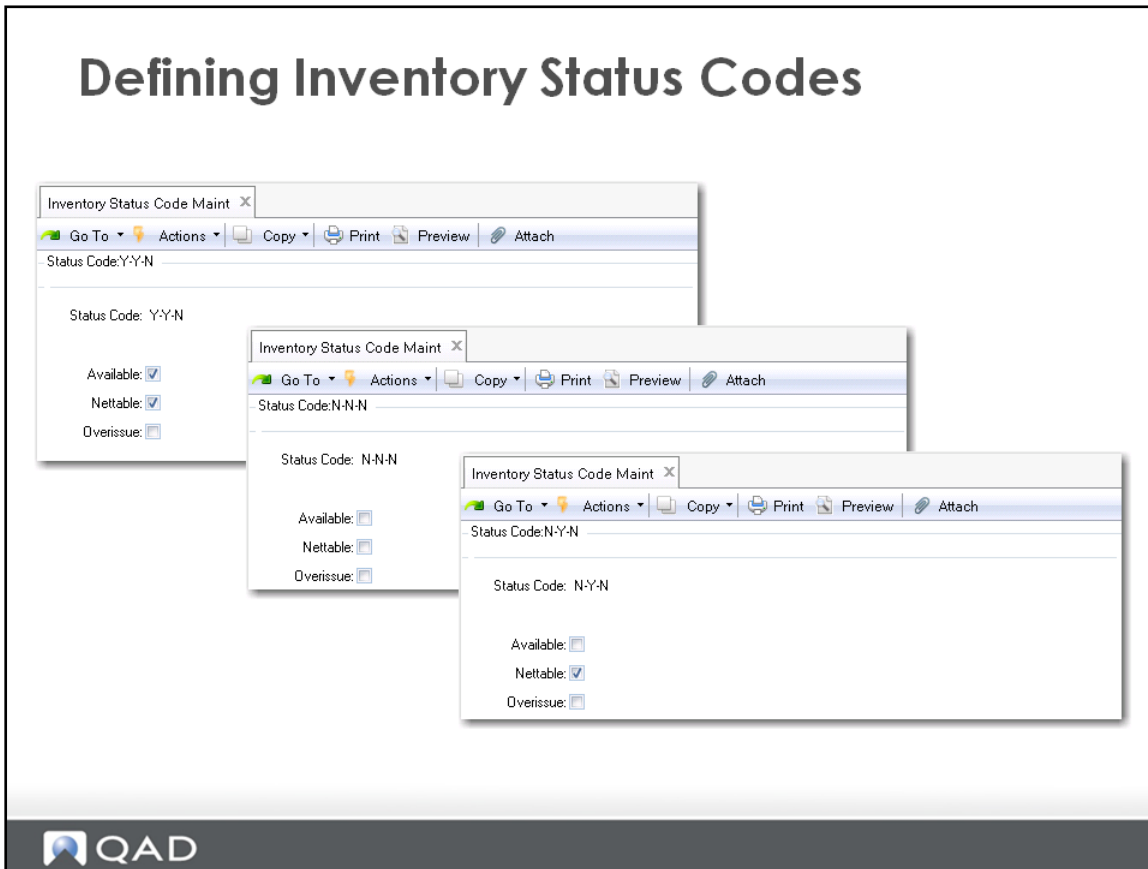 Defining Inventory Status Codes
Inventory Status Code Maint
Go To Actions Copy Print Preview Attach
Status Code:Y-Y-N
Status Code: Y-Y-N
Available:
Nettable:
Overissue:
Inventory Status Code Maint
Go To Actions Copy Print Preview Attach
Status Code:N-N-N
Status Code: N-N-N
Available:
Nettable:
Overissue:
Inventory Status Code Maint
Go To Actions Copy Print Preview Attach
Status Code:N-Y-N
Status Code: N-Y-N
Available:
Nettable:
Overissue:
QAD